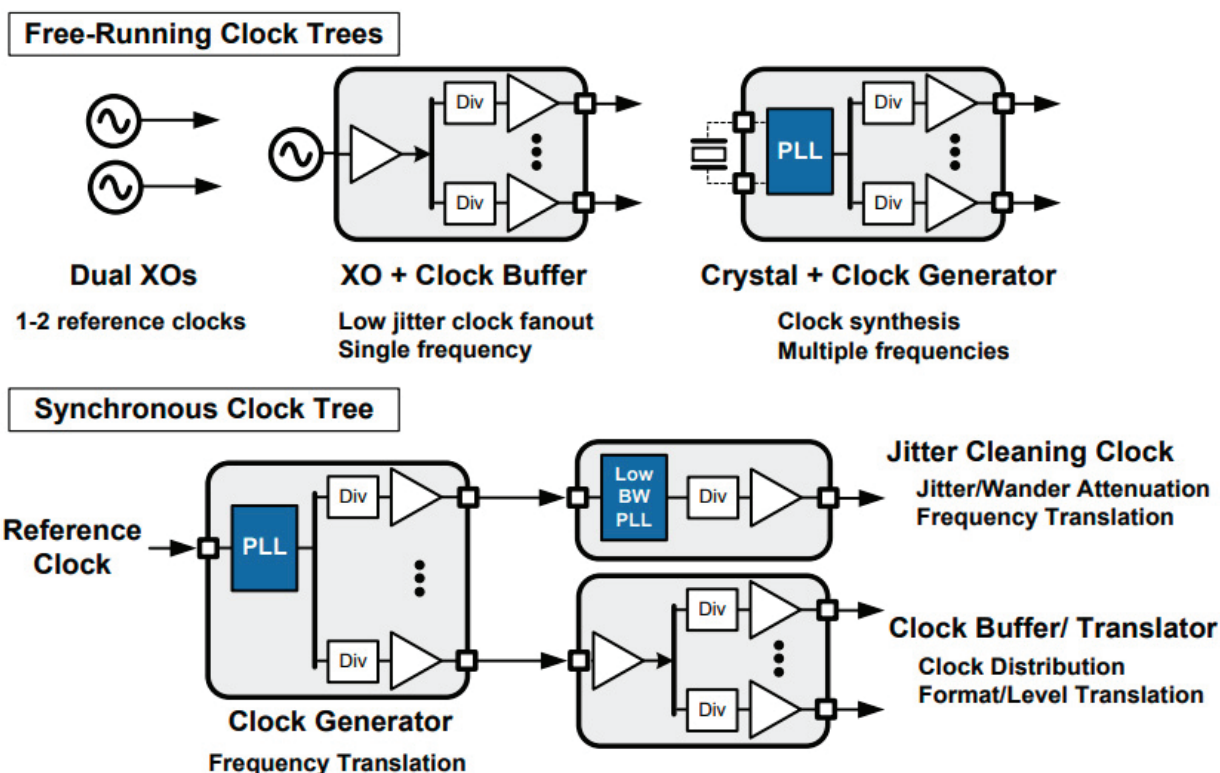 Free-Running Clock Trees
Div
Div
PLL
Div
Div
Dual XOs
1-2 reference clocks
XO + Clock Buffer
Low jitter clock fanout
Single frequency
Crystal + Clock Generator
Clock synthesis
Multiple frequencies
Synchronous Clock Tree
Reference
Clock
PLL
Div
Div
Clock Generator
Frequency Translation
Low
BW
PLL
Div
Jitter Cleaning Clock
Jitter/Wander Attenuation
Frequency Translation
Div
Div
Clock Buffer/ Translator
Clock Distribution
Format/Level Translation